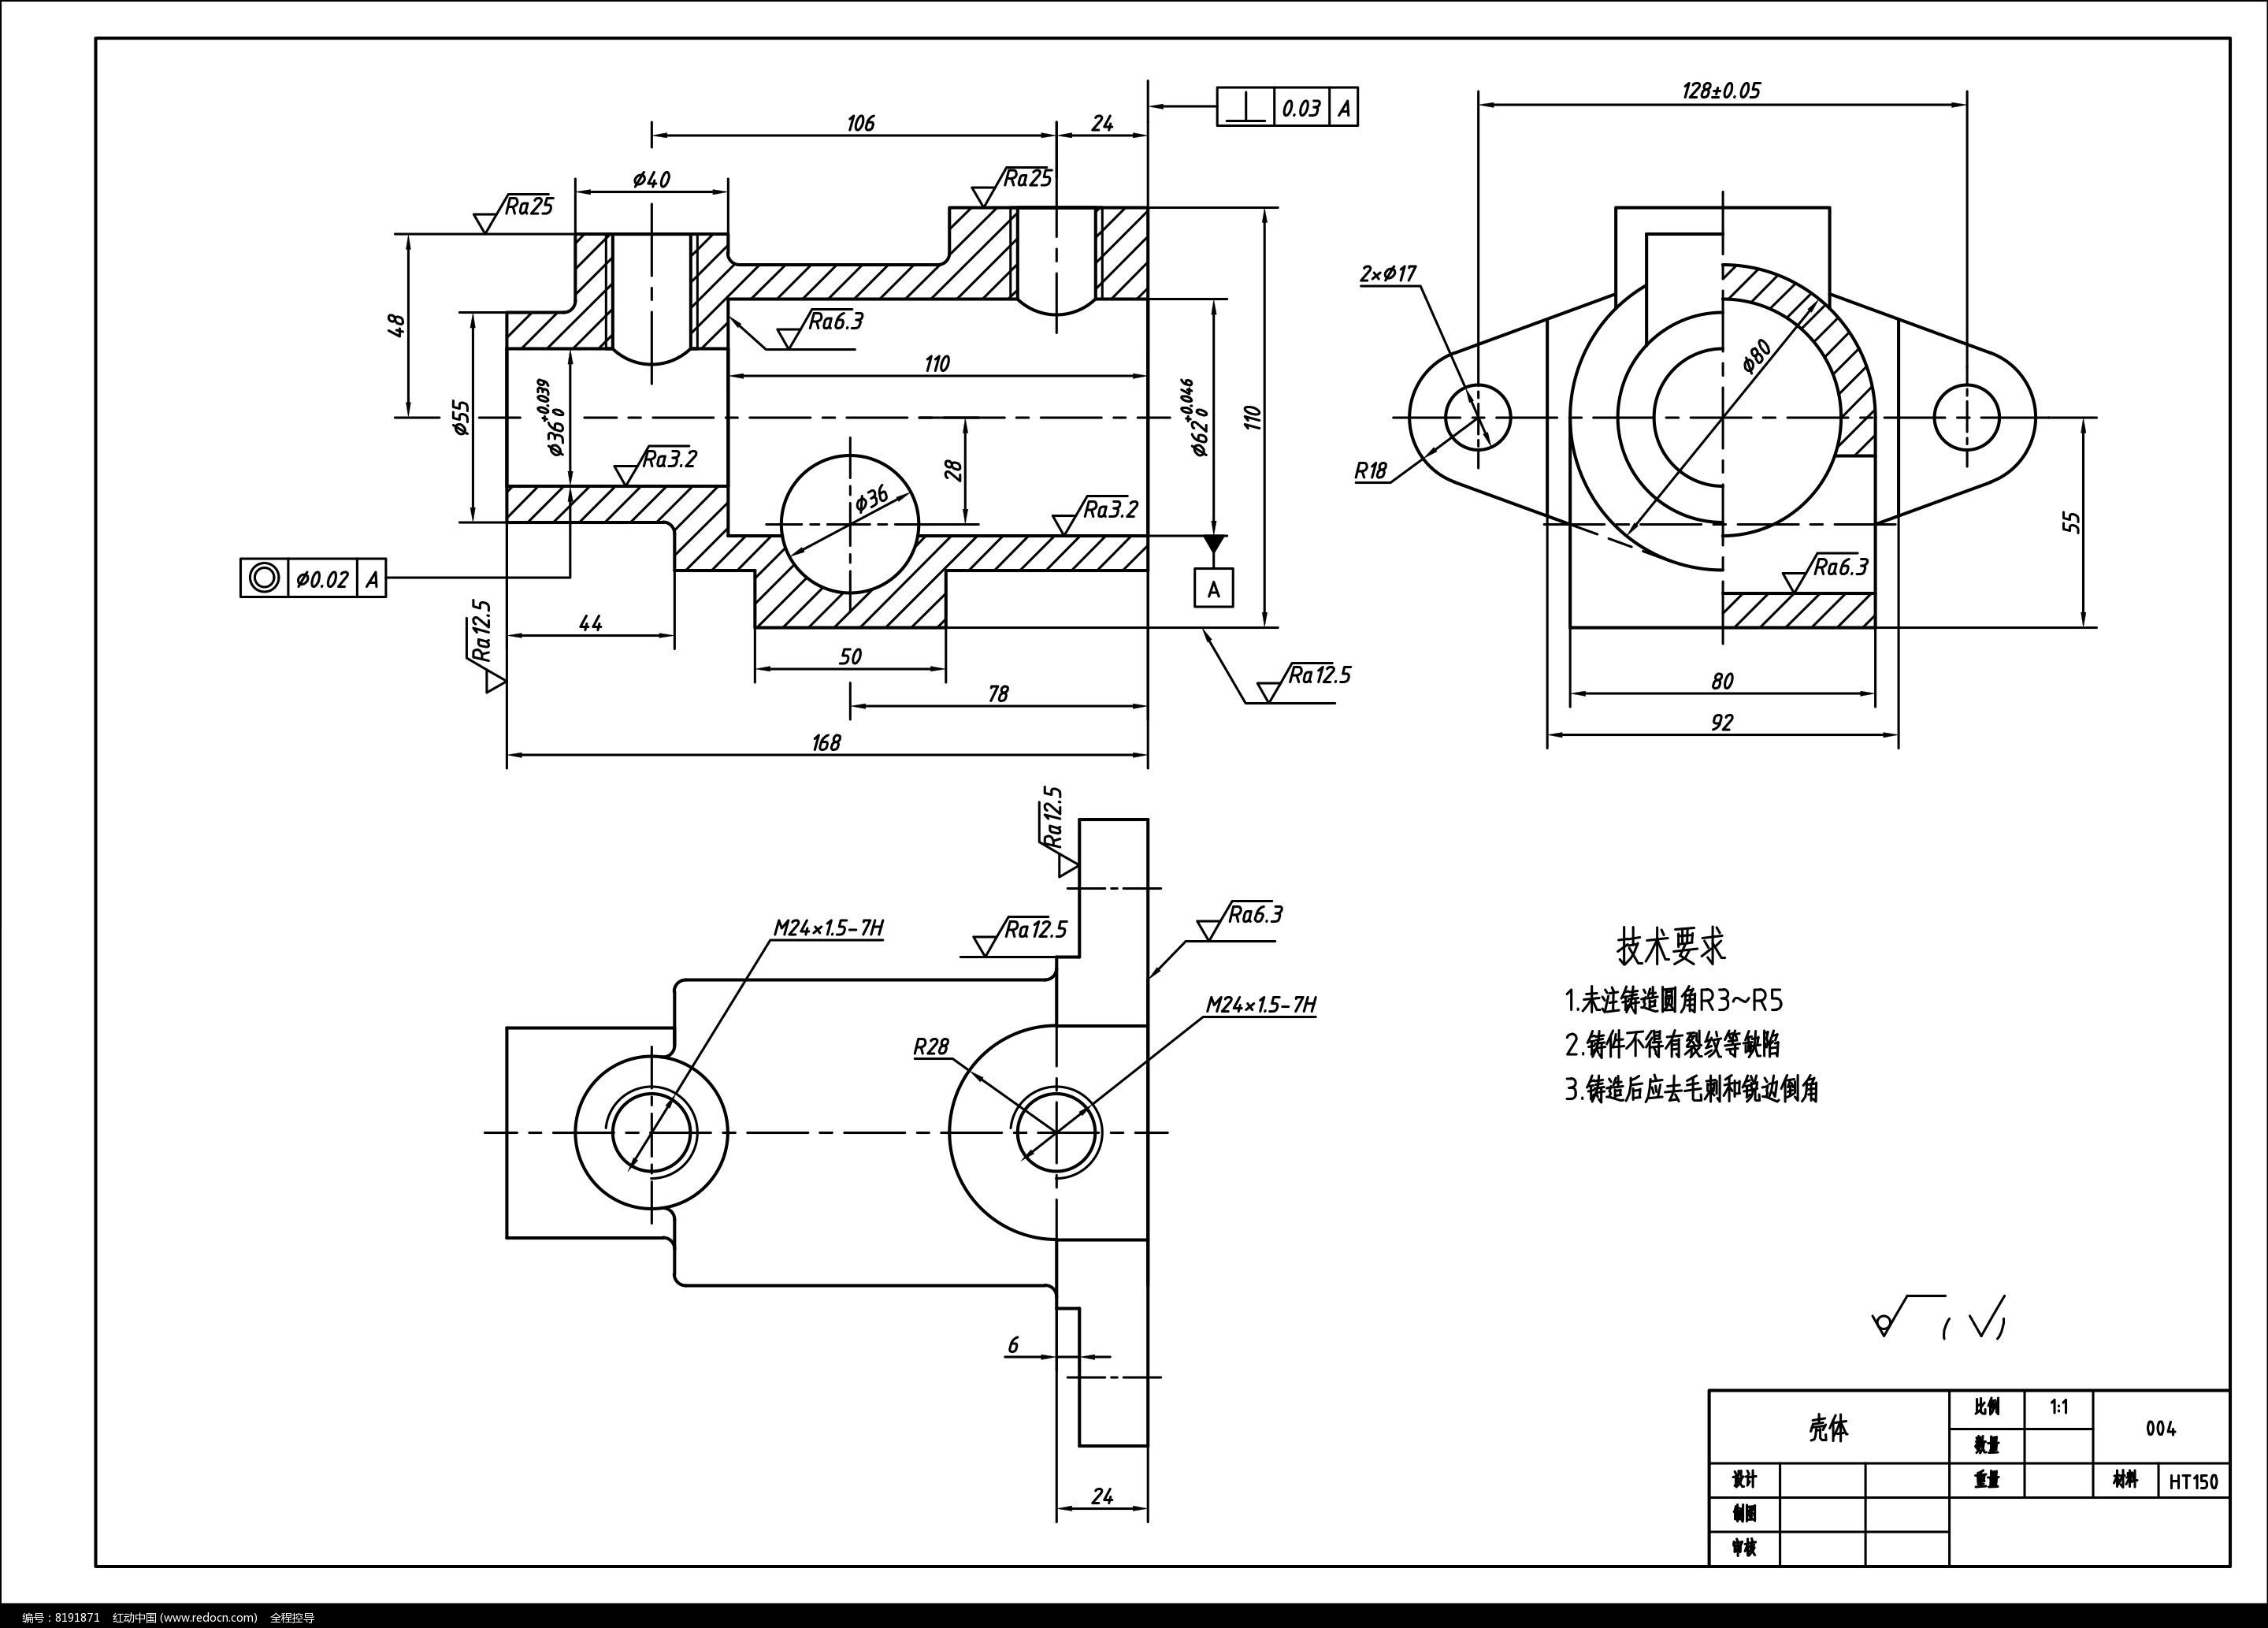 128±0.05
0.03 A
106
24
Ra25
Ø40
Ra25
2×Ø17
48
Ra6.3
Ø80
110
Ø55
Ø36 +0.039 0
Ø62 +0.046 0
110
Ra3.2
28
R18
Ø36
Ra3.2
55
Ø0.02 A
A
Ra6.3
44
Ra12.5
50
Ra12.5
80
78
92
168
Ra12.5
M24×1.5-7H
Ra12.5
Ra6.3
M24×1.5-7H
R28
技术要求
1.未注铸造圆角R3~R5
2.铸件不得有裂纹等缺陷
3.铸造后应去毛刺和锐边倒角
6
( )
24
壳体
比例 1:1
004
数量
设计
重量
材料 HT150
制图
审核
编号：8191871 红动中国 (www.redocn.com) 全程控导